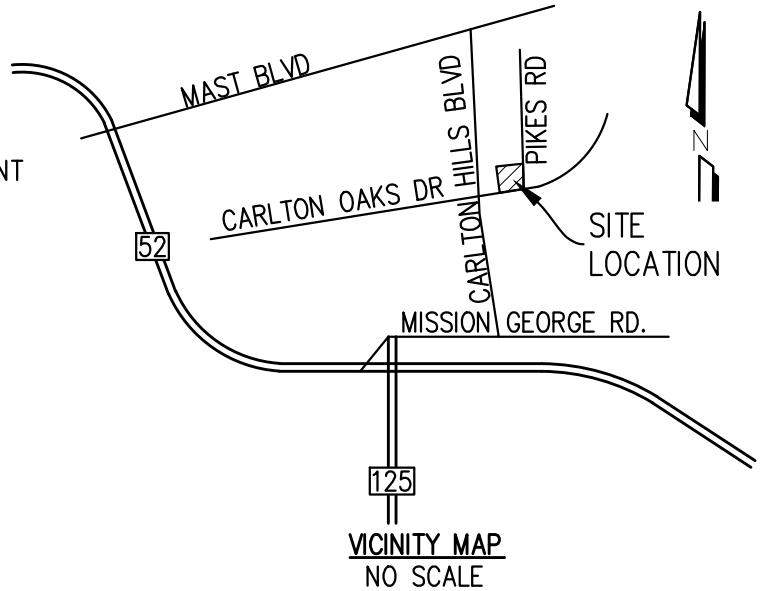 MAST BLVD
CARLTON HILLS BLVD
PIKES RD
N
NT
CARLTON OAKS DR
SITE
LOCATION
52
MISSION GEORGE RD.
125
VICINITY MAP
NO SCALE